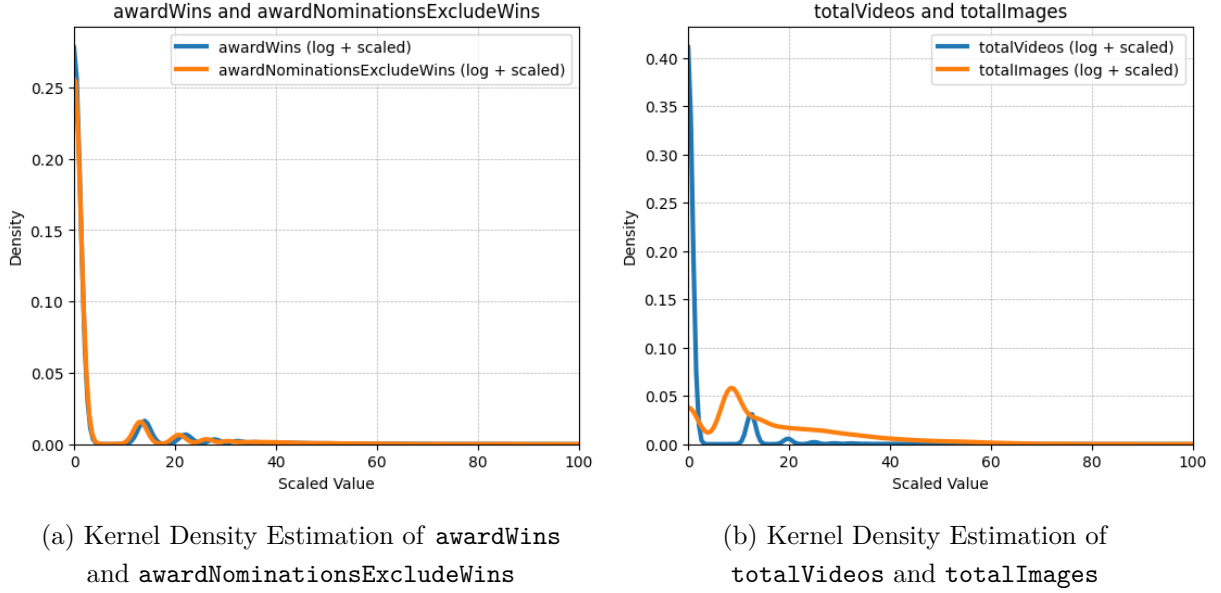 awardWins and awardNominationsExcludeWins
awardWins (log + scaled)
awardNominationsExcludeWins (log + scaled)
0.25
0.20
0.15
0.10
0.05
0.00
Density
0
20
40
60
80
100
Scaled Value
(a) Kernel Density Estimation of awardWins
and awardNominationsExcludeWins
totalVideos and totalImages
totalVideos (log + scaled)
totalImages (log + scaled)
0.40
0.35
0.30
0.25
0.20
0.15
0.10
0.05
0.00
Density
0
20
40
60
80
100
Scaled Value
(b) Kernel Density Estimation of
totalVideos and totalImages